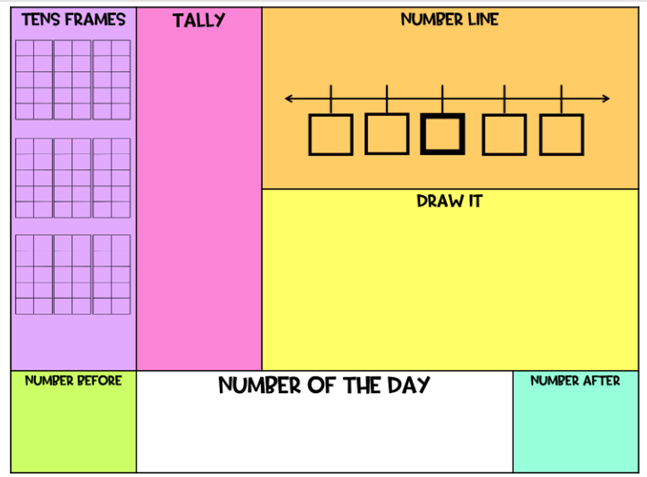 TENS FRAMES
TALLY
NUMBER LINE
DRAW IT
NUMBER BEFORE
NUMBER OF THE DAY
NUMBER AFTER